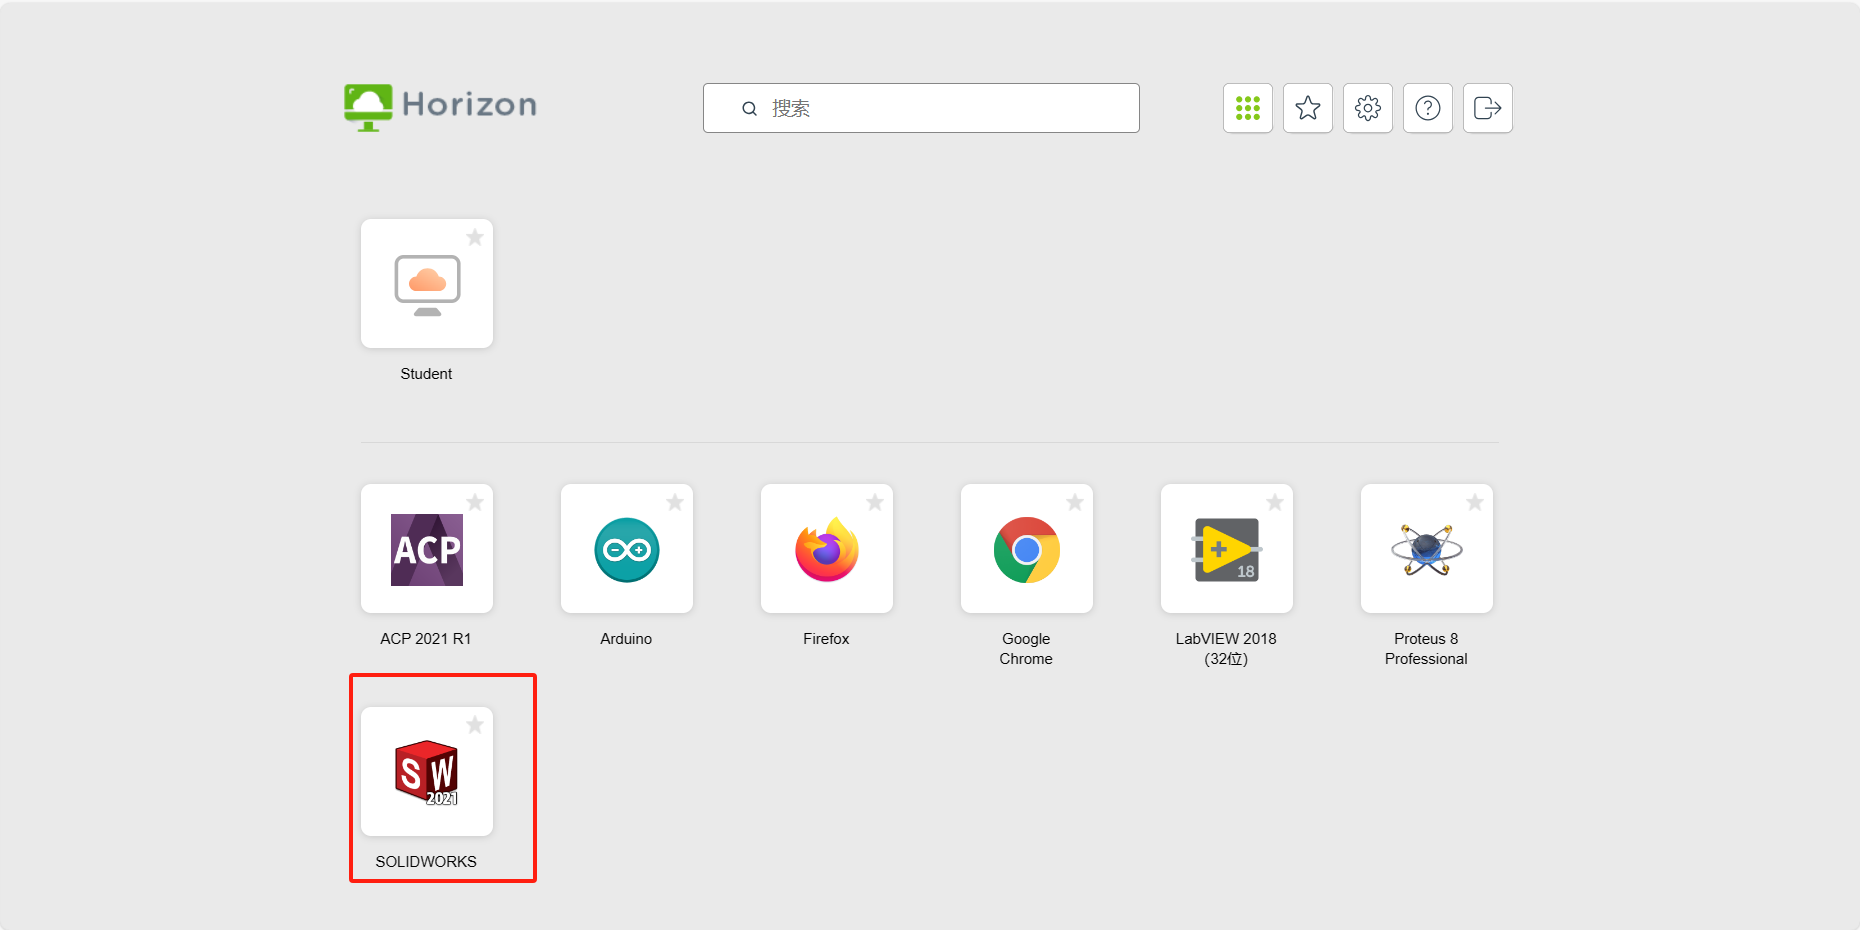 Horizon
搜索
Student
ACP
18
ACP 2021 R1
Arduino
Firefox
Google
Chrome
LabVIEW 2018
(32位)
Proteus 8
Professional
SW
2021
SOLIDWORKS